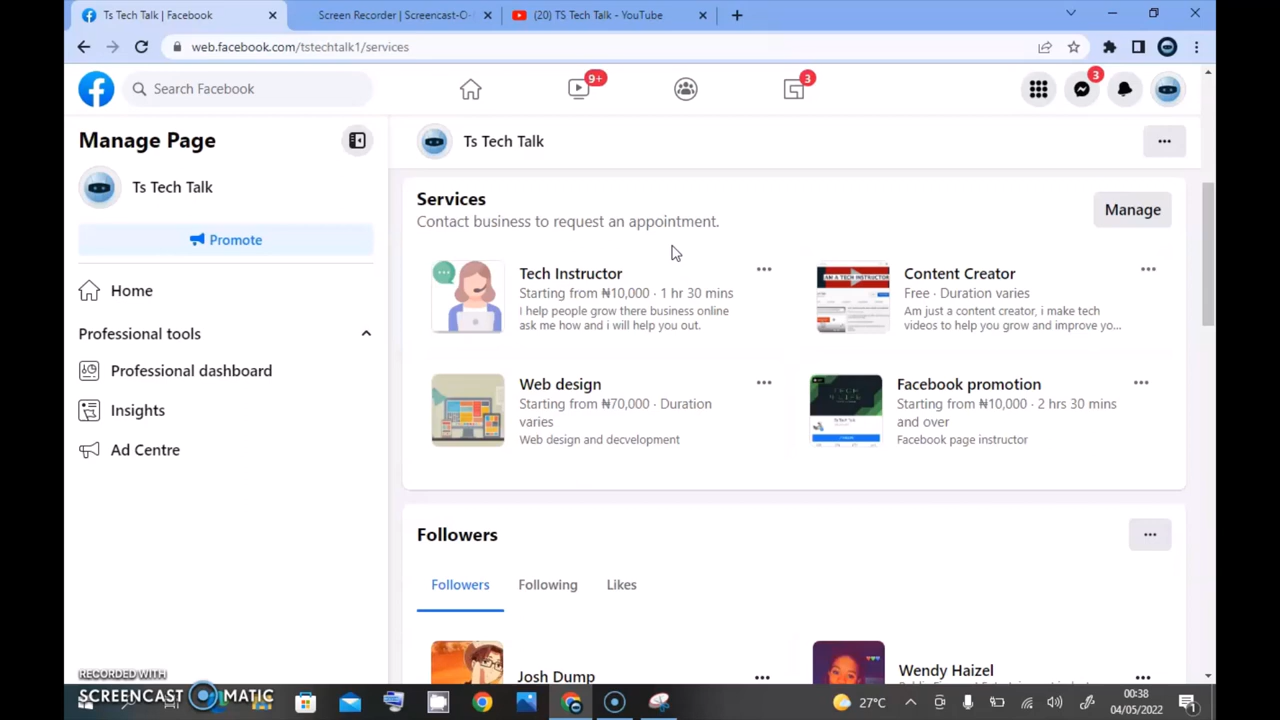 Ts Tech Talk | Facebook
Screen Recorder | Screencast-O-
(20) TS Tech Talk - YouTube
web.facebook.com/tstechtalk1/services
Search Facebook
9+
3
3
Manage Page
Ts Tech Talk
Promote
Home
Professional tools
Professional dashboard
Insights
Ad Centre
Ts Tech Talk
Services
Contact business to request an appointment.
Manage
Tech Instructor
Starting from ₦10,000 · 1 hr 30 mins
I help people grow there business online
ask me how and i will help you out.
Content Creator
Free · Duration varies
Am just a content creator, i make tech
videos to help you grow and improve yo...
Web design
Starting from ₦70,000 · Duration
varies
Web design and decvelopment
Facebook promotion
Starting from ₦10,000 · 2 hrs 30 mins
and over
Facebook page instructor
Followers
Followers
Following
Likes
Josh Dump
Wendy Haizel
RECORDED WITH
SCREENCAST MATIC
27°C
00:38
04/05/2022
1